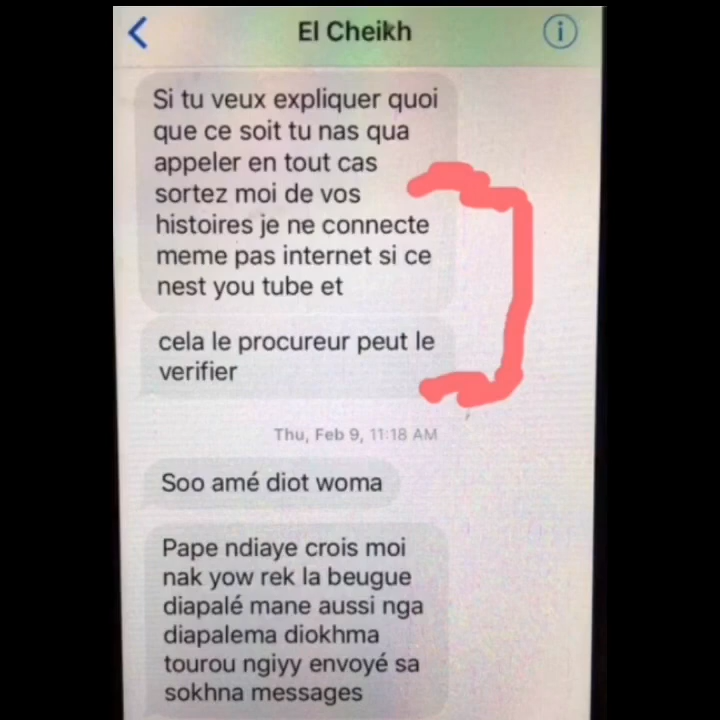 El Cheikh
Si tu veux expliquer quoi
que ce soit tu nas qua
appeler en tout cas
sortez moi de vos
histoires je ne connecte
meme pas internet si ce
nest you tube et
cela le procureur peut le
verifier
Thu, Feb 9, 11:18 AM
Soo amé diot woma
Pape ndiaye crois moi
nak yow rek la beugue
diapalé mane aussi nga
diapalema diokhma
tourou ngiyy envoyé sa
sokhna messages